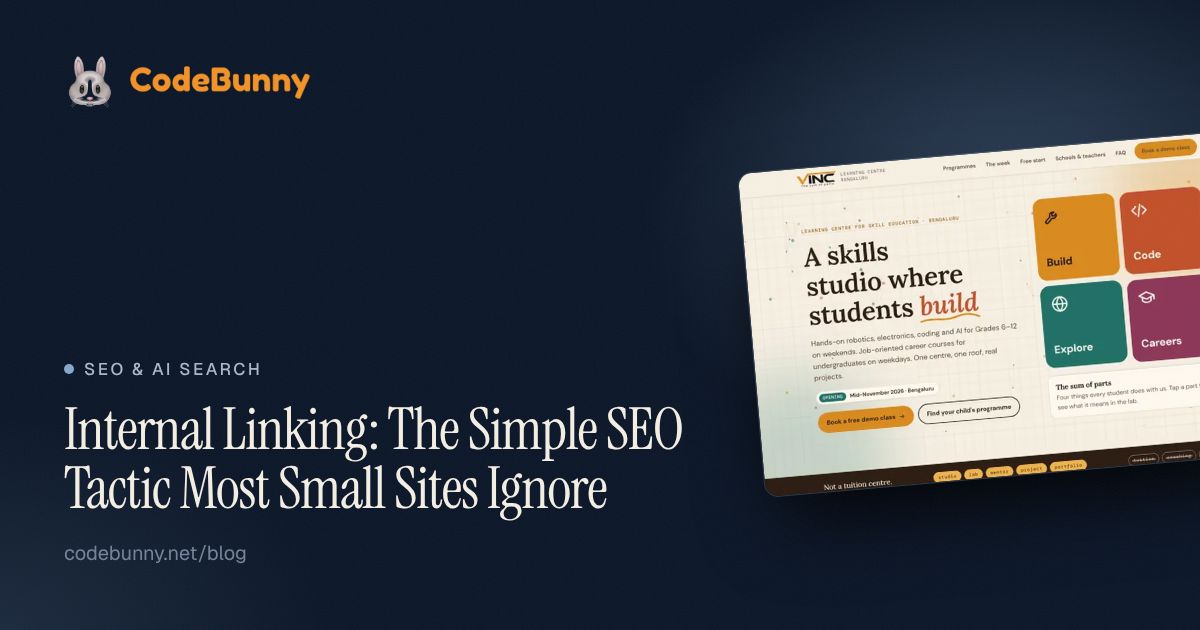 CodeBunny
SEO & AI SEARCH
Internal Linking: The Simple SEO
Tactic Most Small Sites Ignore
codebunny.net/blog
VINC
LEARNING CENTRE
BENGALURU
Programmes The week Free start Schools & teachers FAQ Book a demo class
LEARNING CENTRE FOR SKILL EDUCATION · BENGALURU
A skills
studio where
students build
Hands-on robotics, electronics, coding and AI for Grades 6–12
on weekends. Job-oriented career courses for
undergraduates on weekdays. One centre, one roof, real
projects.
OPENING Mid-November 2026 · Bengaluru
Book a free demo class →
Find your child's programme
Build
Code
Explore
Careers
The sum of parts
Four things every student does with us. Tap a part
see what it means in the lab.
Not a tuition centre.
studio lab mentor project portfolio